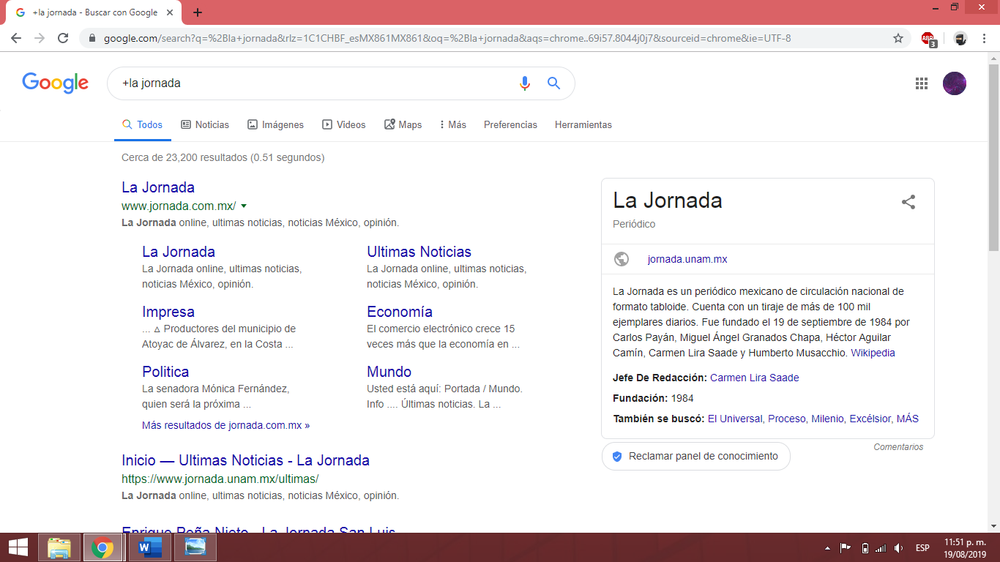 +la jornada - Buscar con Google
google.com/search?q=%2Bla+jornada&rlz=1C1CHBF_esMX861MX861&oq=%2Bla+jornada&aqs=chrome..69i57.8044j0j7&sourceid=chrome&ie=UTF-8
ABP
3
Google
+la jornada
Todos
Noticias
Imágenes
Videos
Maps
Más
Preferencias
Herramientas
Cerca de 23,200 resultados (0.51 segundos)
La Jornada
www.jornada.com.mx/
La Jornada online, ultimas noticias, noticias México, opinión.
La Jornada
La Jornada online, ultimas noticias,
noticias México, opinión.
Ultimas Noticias
La Jornada online, ultimas noticias,
noticias México, opinión.
Impresa
... △ Productores del municipio de
Atoyac de Álvarez, en la Costa ...
Economía
El comercio electrónico crece 15
veces más que la economía en ...
Politica
La senadora Mónica Fernández,
quien será la próxima ...
Mundo
Usted está aquí: Portada / Mundo.
Info .... Últimas noticias. La ...
Más resultados de jornada.com.mx »
Inicio — Ultimas Noticias - La Jornada
https://www.jornada.unam.mx/ultimas/
La Jornada online, ultimas noticias, noticias México, opinión.
Enrique Peña Nieto - La Jornada San Luis
La Jornada
Periódico
jornada.unam.mx
La Jornada es un periódico mexicano de circulación nacional de
formato tabloide. Cuenta con un tiraje de más de 100 mil
ejemplares diarios. Fue fundado el 19 de septiembre de 1984 por
Carlos Payán, Miguel Ángel Granados Chapa, Héctor Aguilar
Camín, Carmen Lira Saade y Humberto Musacchio. Wikipedia
Jefe De Redacción: Carmen Lira Saade
Fundación: 1984
También se buscó: El Universal, Proceso, Milenio, Excélsior, MÁS
Comentarios
Reclamar panel de conocimiento
ESP
11:51 p. m.
19/08/2019